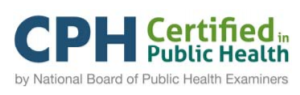 CPH Certified in
Public Health
by National Board of Public Health Examiners